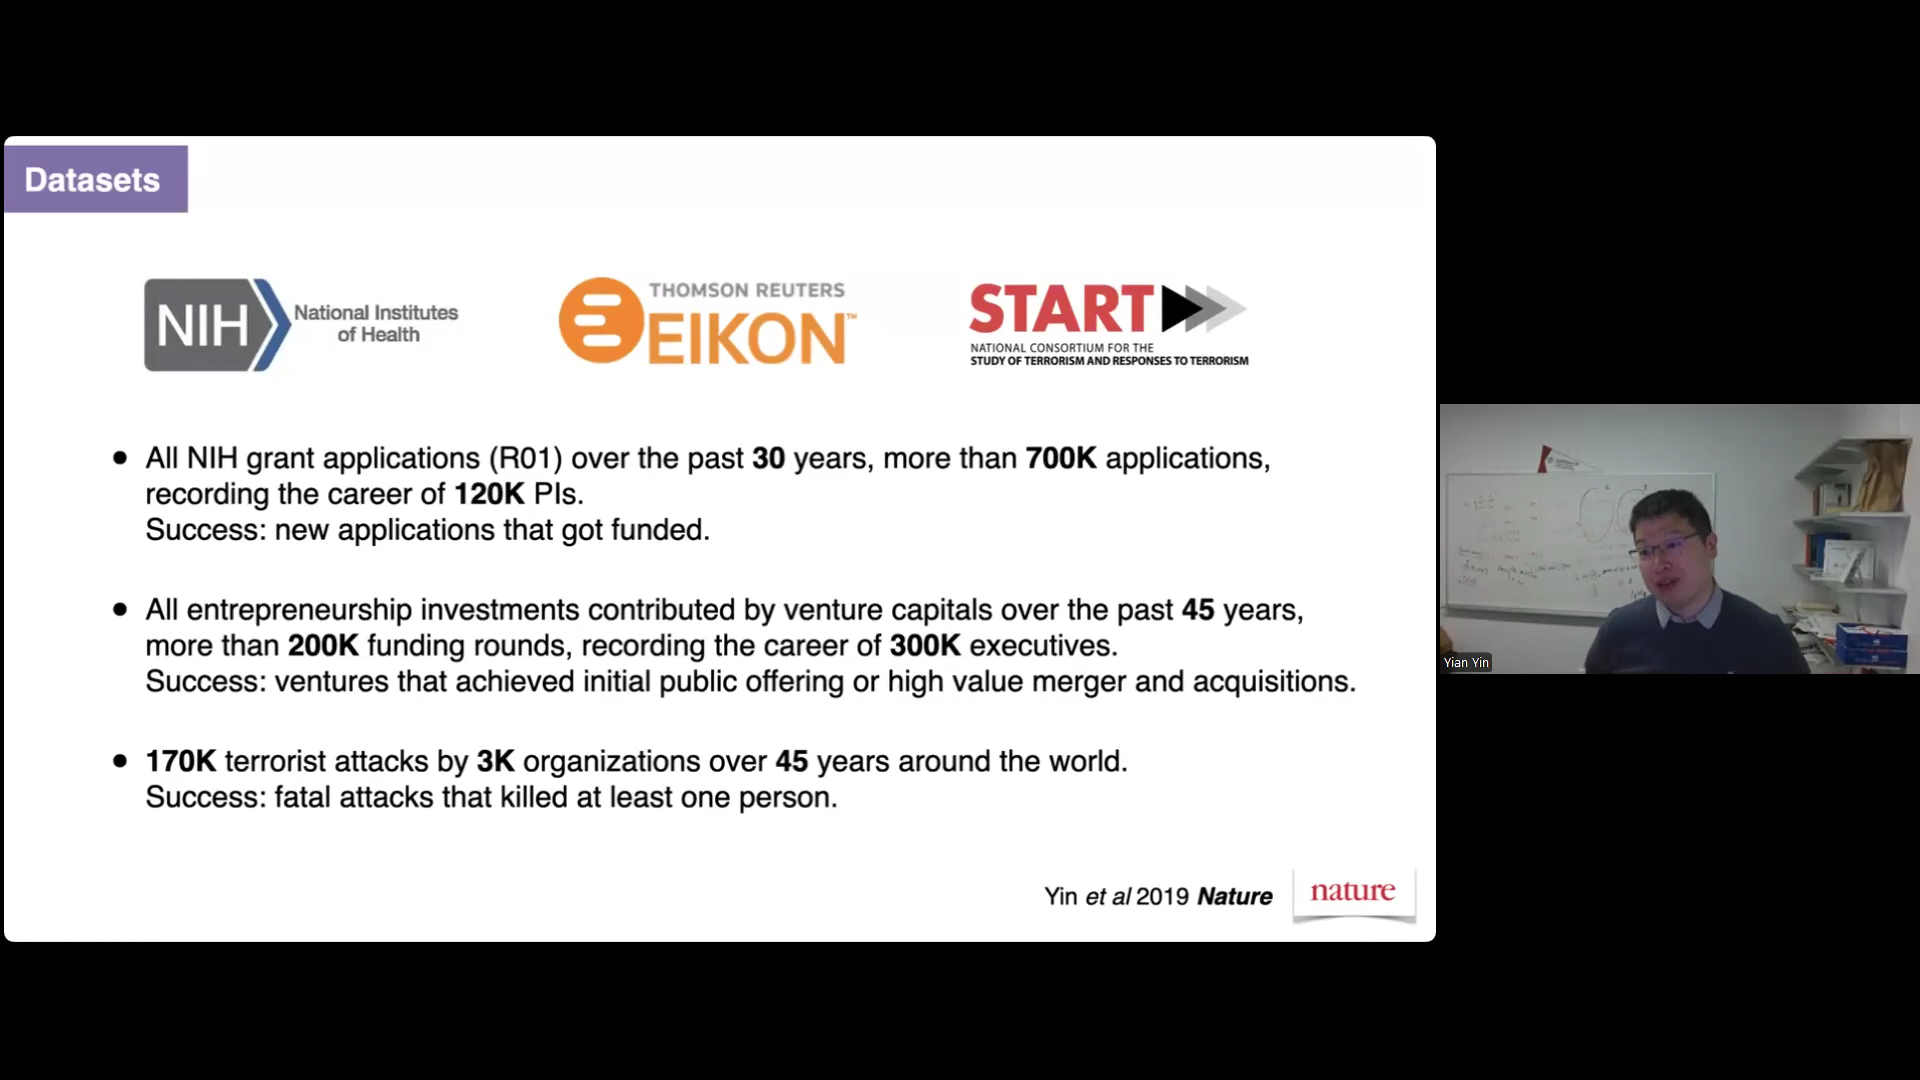 Datasets
NIH
National Institutes
of Health
THOMSON REUTERS
EIKON™
START
NATIONAL CONSORTIUM FOR THE
STUDY OF TERRORISM AND RESPONSES TO TERRORISM
● All NIH grant applications (R01) over the past 30 years, more than 700K applications,
recording the career of 120K PIs.
Success: new applications that got funded.
● All entrepreneurship investments contributed by venture capitals over the past 45 years,
more than 200K funding rounds, recording the career of 300K executives.
Success: ventures that achieved initial public offering or high value merger and acquisitions.
● 170K terrorist attacks by 3K organizations over 45 years around the world.
Success: fatal attacks that killed at least one person.
Yin et al 2019 Nature
nature
Yian Yin